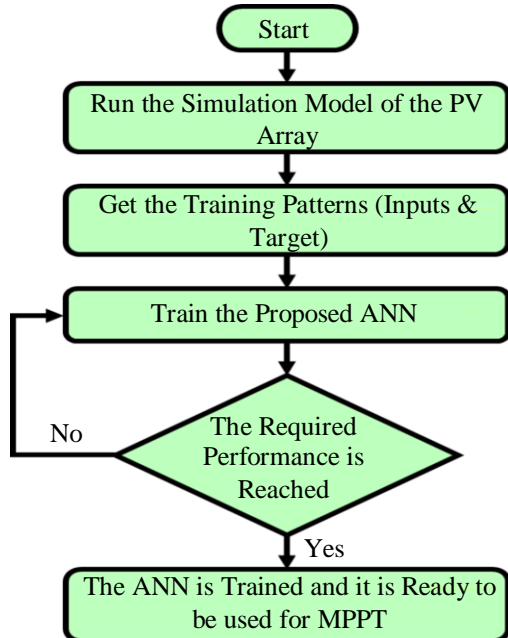 Start
Run the Simulation Model of the PV
Array
Get the Training Patterns (Inputs &
Target)
Train the Proposed ANN
The Required
Performance is
Reached
No
Yes
The ANN is Trained and it is Ready to
be used for MPPT